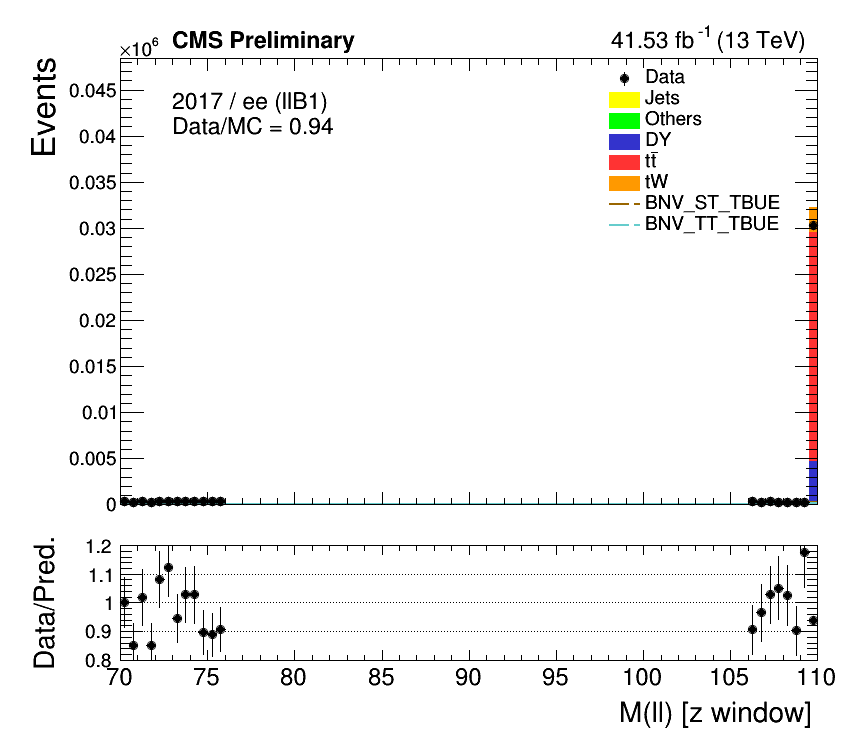 ×10⁶ CMS Preliminary 41.53 fb⁻¹ (13 TeV)
Events
0.045
0.04
0.035
0.03
0.025
0.02
0.015
0.01
0.005
0
2017 / ee (llB1)
Data/MC = 0.94
Data
Jets
Others
DY
tt̄
tW
BNV_ST_TBUE
BNV_TT_TBUE
Data/Pred.
1.2
1.1
1
0.9
0.8
70 75 80 85 90 95 100 105 110
M(ll) [z window]